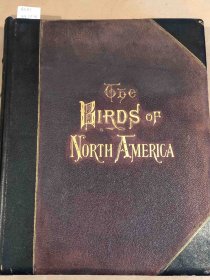 The
BIRDS OF
NORTH AMERICA